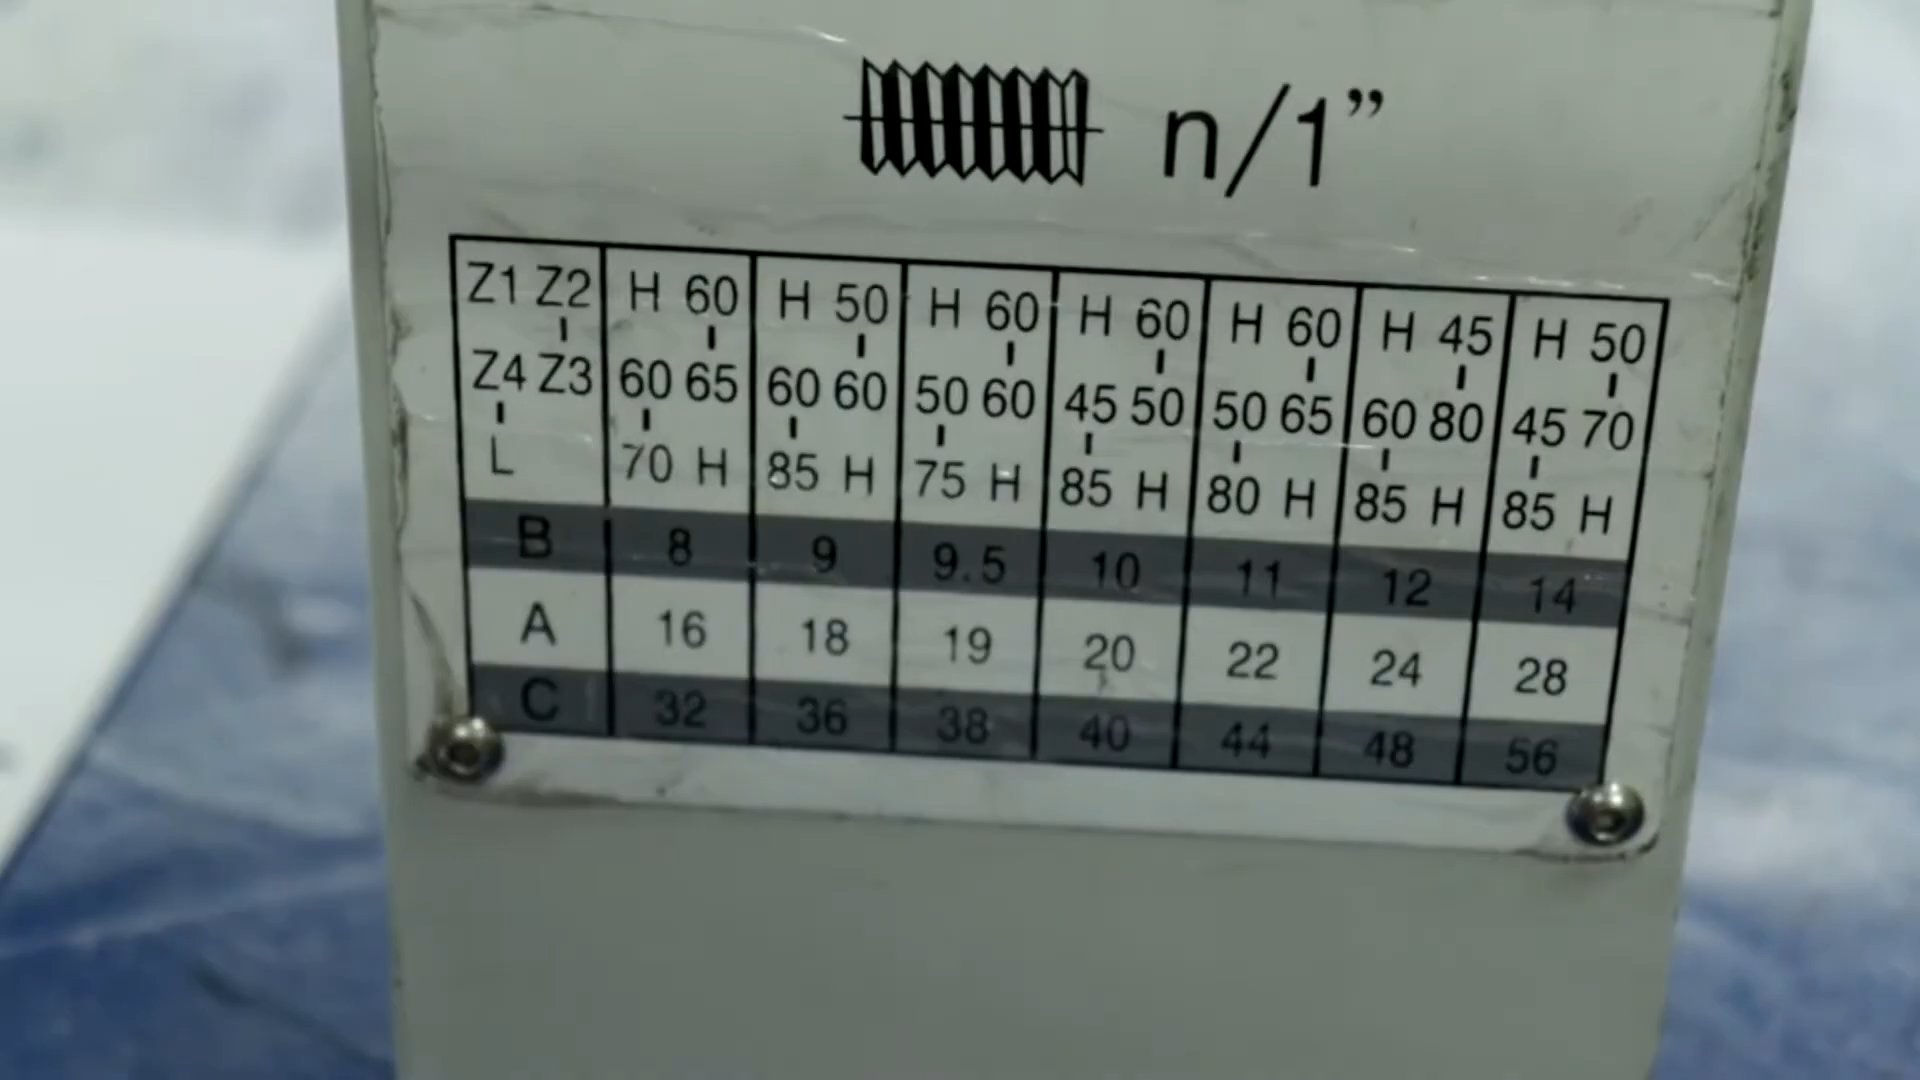 n/1”
Z1 Z2 H 60 H 50 H 60 H 60 H 60 H 45 H 50
Z4 Z3 60 65 60 60 50 60 45 50 50 65 60 80 45 70
L 70 H 85 H 75 H 85 H 80 H 85 H 85 H
B 8 9 9.5 10 11 12 14
A 16 18 19 20 22 24 28
C 32 36 38 40 44 48 56